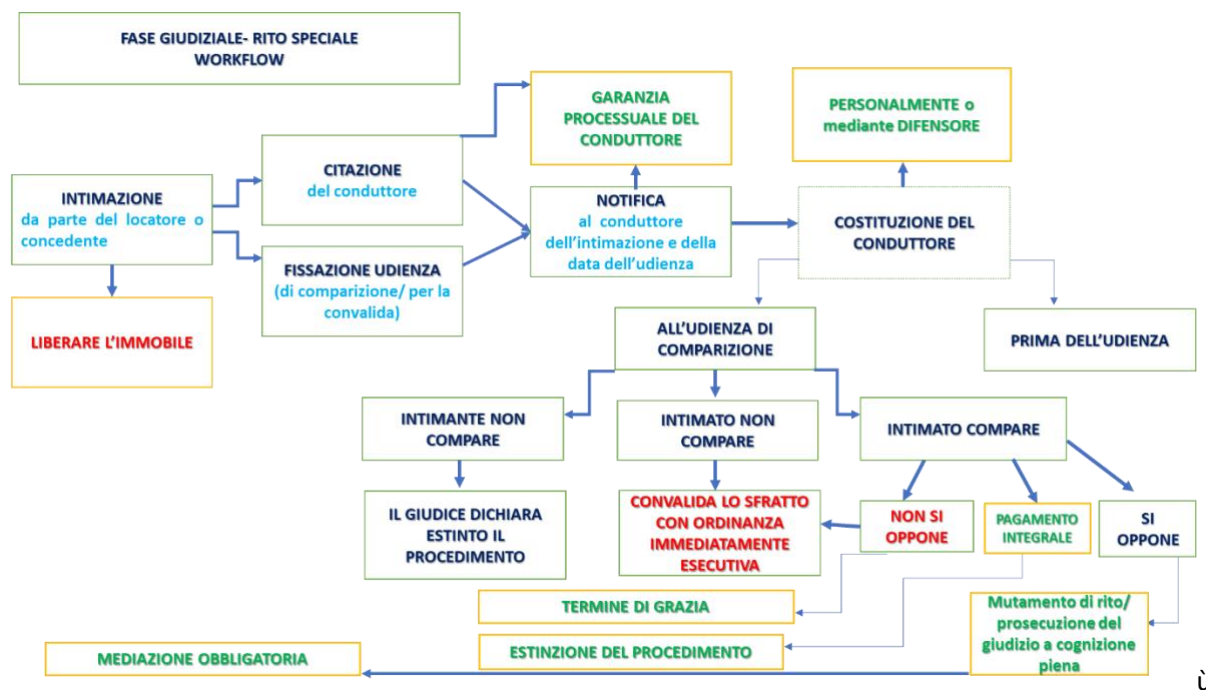 FASE GIUDIZIALE- RITO SPECIALE
WORKFLOW
GARANZIA
PROCESSUALE DEL
CONDUTTORE
PERSONALMENTE o
mediante DIFENSORE
CITAZIONE
del conduttore
INTIMAZIONE
da parte del locatore o
concedente
NOTIFICA
al conduttore
dell'intimazione e della
data dell'udienza
COSTITUZIONE DEL
CONDUTTORE
FISSAZIONE UDIENZA
(di comparizione/ per la
convalida)
LIBERARE L'IMMOBILE
ALL'UDIENZA DI
COMPARIZIONE
PRIMA DELL'UDIENZA
INTIMANTE NON
COMPARE
INTIMATO NON
COMPARE
INTIMATO COMPARE
IL GIUDICE DICHIARA
ESTINTO IL
PROCEDIMENTO
CONVALIDA LO SFRATTO
CON ORDINANZA
IMMEDIATAMENTE
ESECUTIVA
NON SI
OPPONE
PAGAMENTO
INTEGRALE
SI
OPPONE
TERMINE DI GRAZIA
Mutamento di rito/
prosecuzione del
giudizio a cognizione
piena
ESTINZIONE DEL PROCEDIMENTO
MEDIAZIONE OBBLIGATORIA
ù